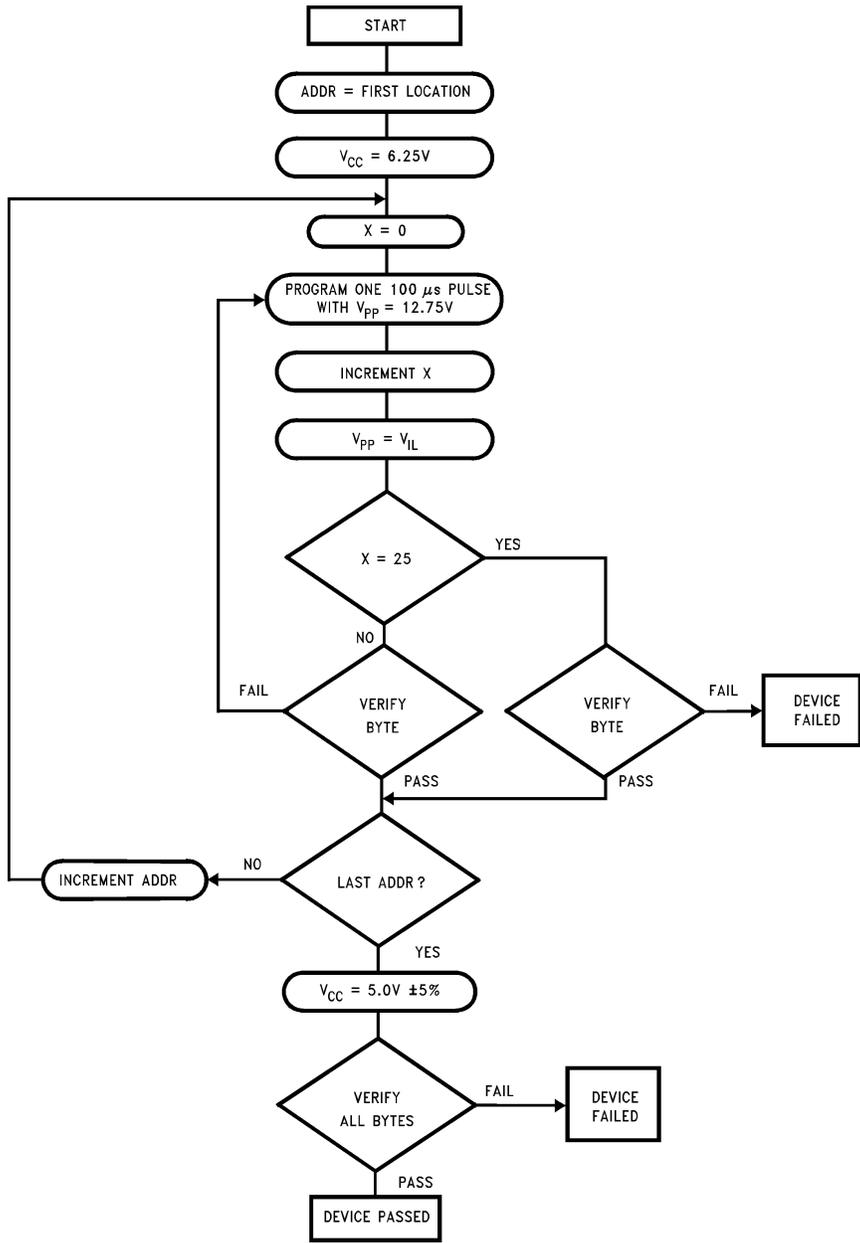 START
ADDR = FIRST LOCATION
VCC = 6.25V
X = 0
PROGRAM ONE 100 μs PULSE
WITH VPP = 12.75V
INCREMENT X
VPP = VIL
X = 25
YES
NO
VERIFY
BYTE
FAIL
PASS
VERIFY
BYTE
FAIL
PASS
DEVICE
FAILED
LAST ADDR ?
NO
INCREMENT ADDR
YES
VCC = 5.0V ±5%
VERIFY
ALL BYTES
FAIL
DEVICE
FAILED
PASS
DEVICE PASSED